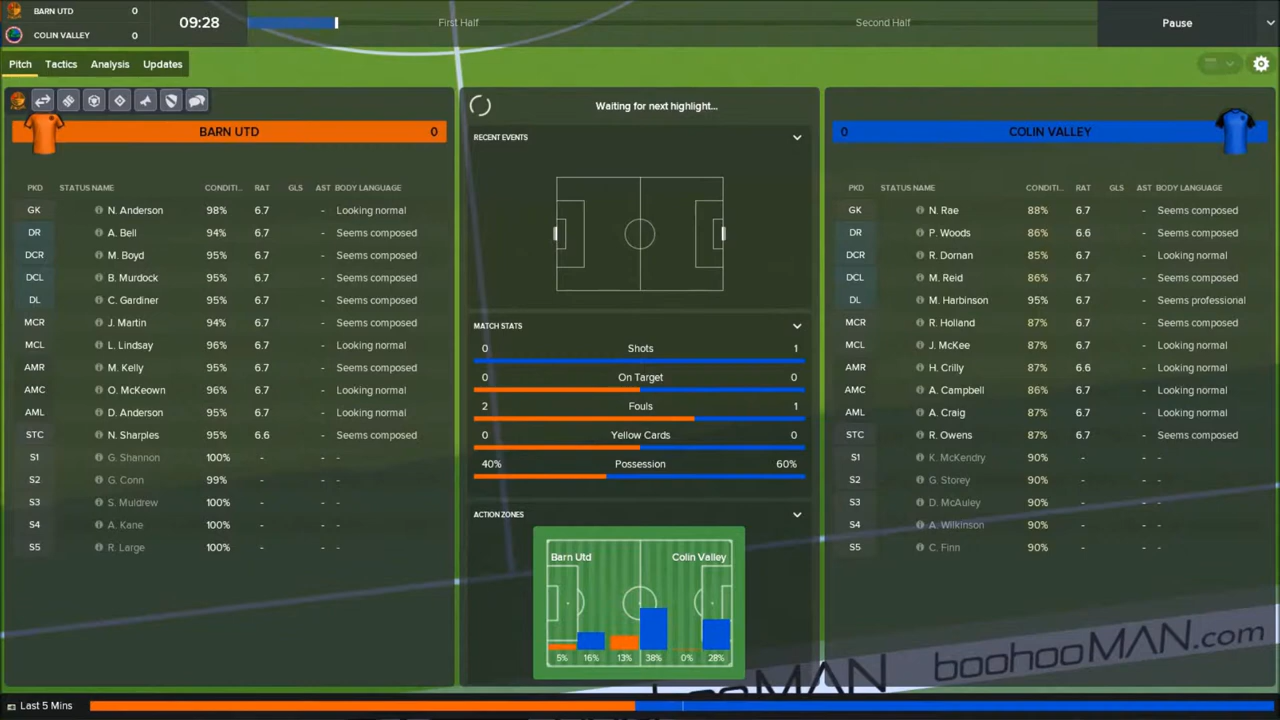 BARN UTD 0
COLIN VALLEY 0
09:28
First Half
Second Half
Pause
Pitch Tactics Analysis Updates
BARN UTD 0
PKD STATUS NAME CONDITI... RAT GLS AST BODY LANGUAGE
GK N. Anderson 98% 6.7 - Looking normal
DR A. Bell 94% 6.7 - Seems composed
DCR M. Boyd 95% 6.7 - Seems composed
DCL B. Murdock 95% 6.7 - Seems composed
DL C. Gardiner 95% 6.7 - Seems composed
MCR J. Martin 94% 6.7 - Seems composed
MCL L. Lindsay 96% 6.7 - Looking normal
AMR M. Kelly 95% 6.7 - Seems composed
AMC O. McKeown 96% 6.7 - Looking normal
AML D. Anderson 95% 6.7 - Looking normal
STC N. Sharples 95% 6.6 - Seems composed
S1 G. Shannon 100% - - -
S2 G. Conn 99% - - -
S3 S. Muldrew 100% - - -
S4 A. Kane 100% - - -
S5 R. Large 100% - - -
Waiting for next highlight...
RECENT EVENTS
MATCH STATS
0 Shots 1
0 On Target 0
2 Fouls 1
0 Yellow Cards 0
40% Possession 60%
ACTION ZONES
Barn Utd Colin Valley
5% 16% 13% 38% 0% 28%
0 COLIN VALLEY
PKD STATUS NAME CONDITI... RAT GLS AST BODY LANGUAGE
GK N. Rae 88% 6.7 - Seems composed
DR P. Woods 86% 6.6 - Seems composed
DCR R. Dornan 85% 6.7 - Looking normal
DCL M. Reid 86% 6.7 - Seems composed
DL M. Harbinson 95% 6.7 - Seems professional
MCR R. Holland 87% 6.7 - Seems composed
MCL J. McKee 87% 6.7 - Looking normal
AMR H. Crilly 87% 6.6 - Looking normal
AMC A. Campbell 86% 6.7 - Looking normal
AML A. Craig 87% 6.7 - Looking normal
STC R. Owens 87% 6.7 - Seems composed
S1 K. McKendry 90% - - -
S2 G. Storey 90% - - -
S3 D. McAuley 90% - - -
S4 A. Wilkinson 90% - - -
S5 C. Finn 90% - - -
ooMAN boohooMAN.com
Last 5 Mins